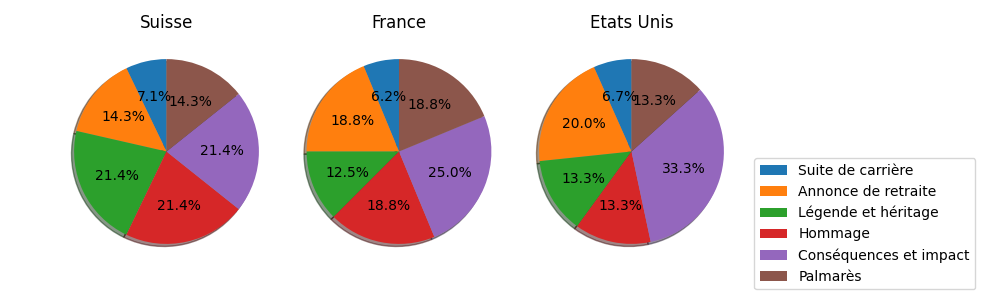 Suisse
7.1%
14.3%
14.3%
21.4%
21.4%
21.4%
France
6.2%
18.8%
18.8%
12.5%
25.0%
18.8%
Etats Unis
6.7%
13.3%
20.0%
33.3%
13.3%
13.3%
Suite de carrière
Annonce de retraite
Légende et héritage
Hommage
Conséquences et impact
Palmarès